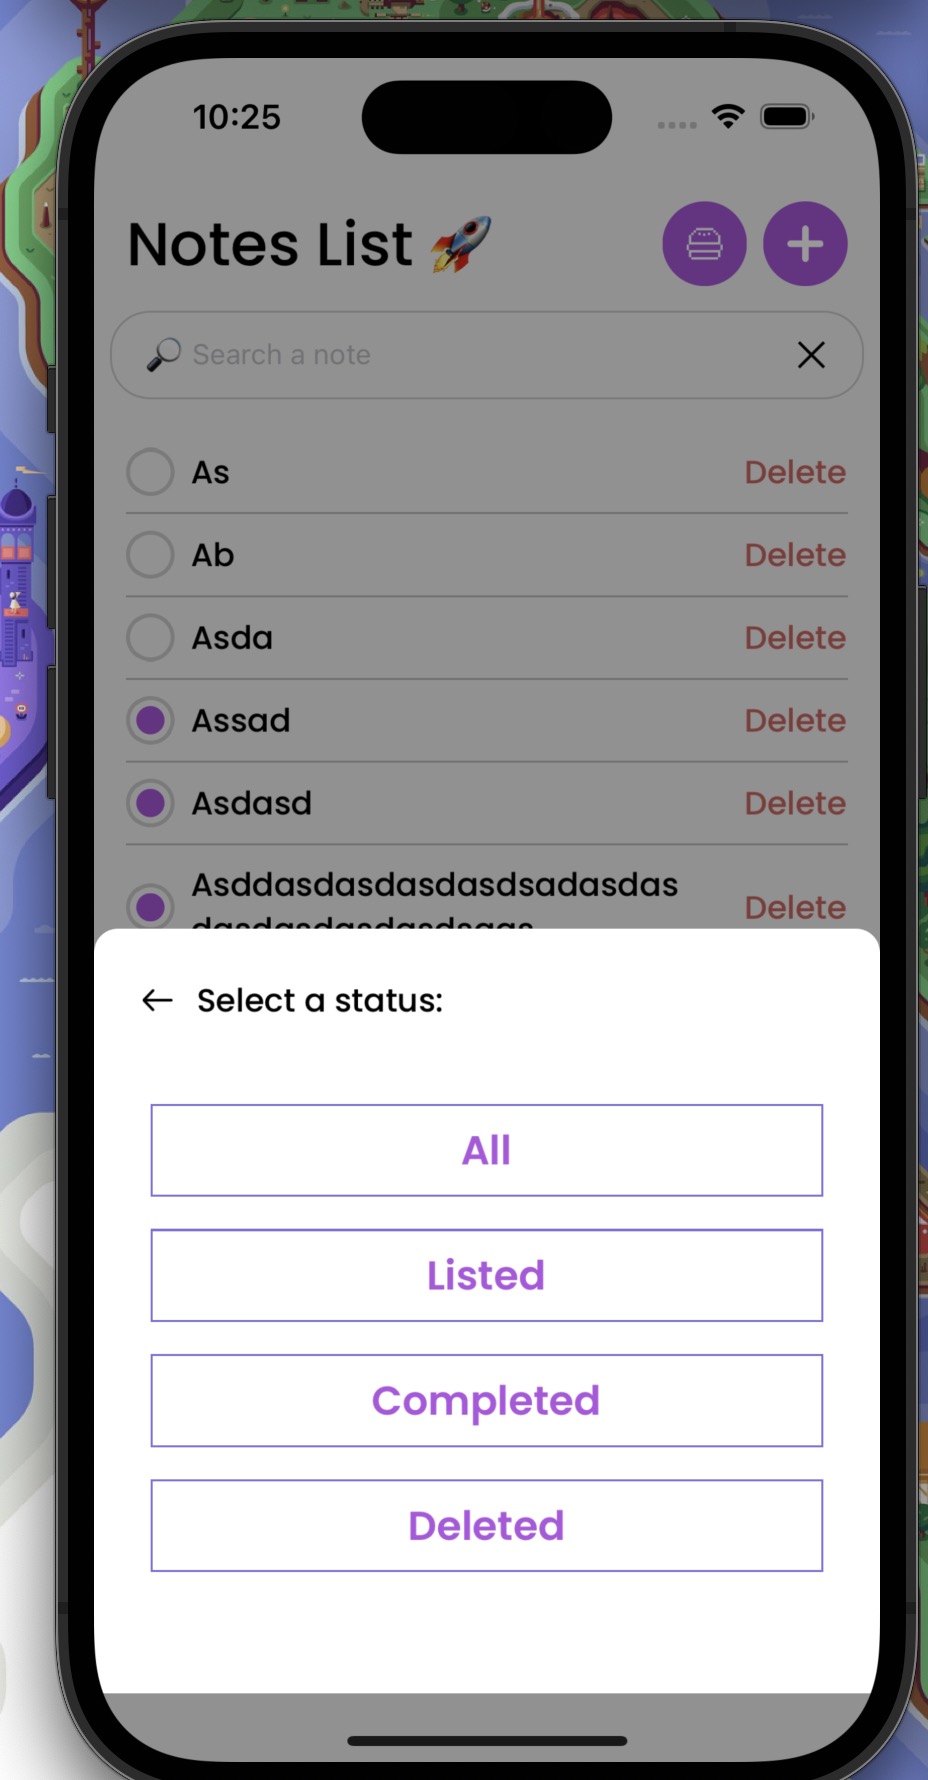 10:25
Notes List 🚀
🔎 Search a note
As Delete
Ab Delete
Asda Delete
Assad Delete
Asdasd Delete
Asddasdasdasdasdsadasdas
Delete
← Select a status:
All
Listed
Completed
Deleted